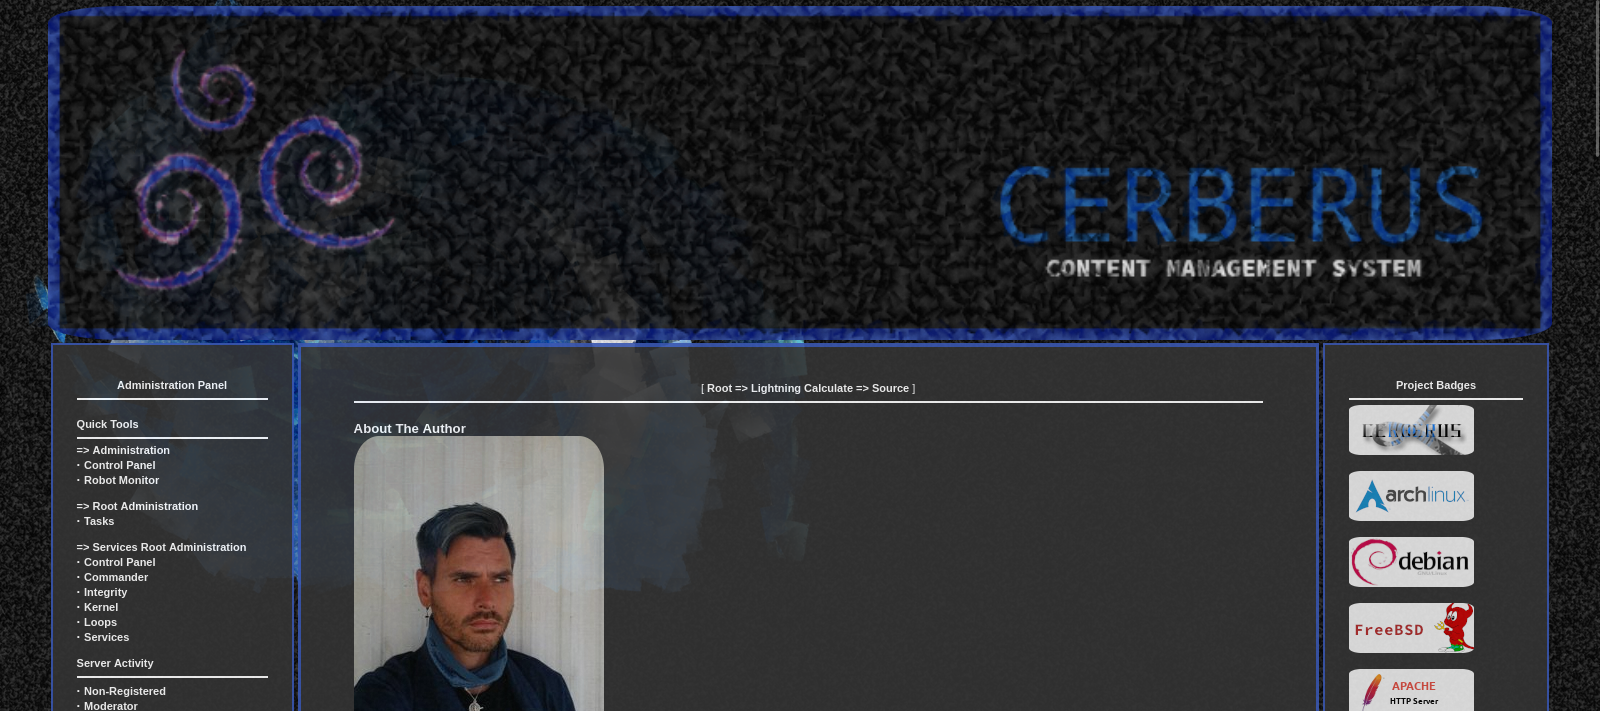 CERBERUS
CONTENT MANAGEMENT SYSTEM
Administration Panel
Quick Tools
=> Administration
· Control Panel
· Robot Monitor
=> Root Administration
· Tasks
=> Services Root Administration
· Control Panel
· Commander
· Integrity
· Kernel
· Loops
· Services
Server Activity
· Non-Registered
· Moderator
[ Root => Lightning Calculate => Source ]
About The Author
Project Badges
CERBERUS
archlinux
debian
FreeBSD
APACHE
HTTP Server